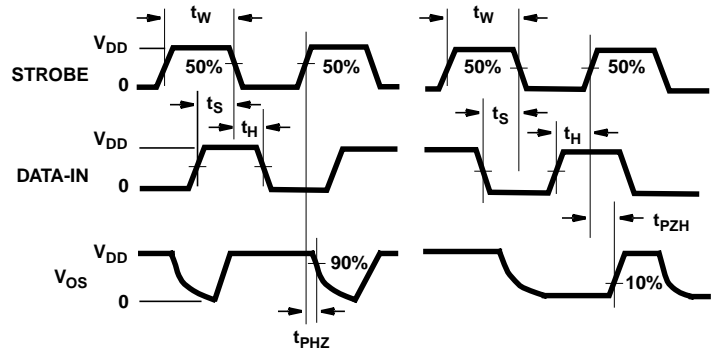 tW tW
VDD
STROBE 50% 50% 50% 50%
0
tS tS
tH tH
VDD
DATA-IN
0
tPZH
VDD
90%
VOS 10%
0
tPHZ